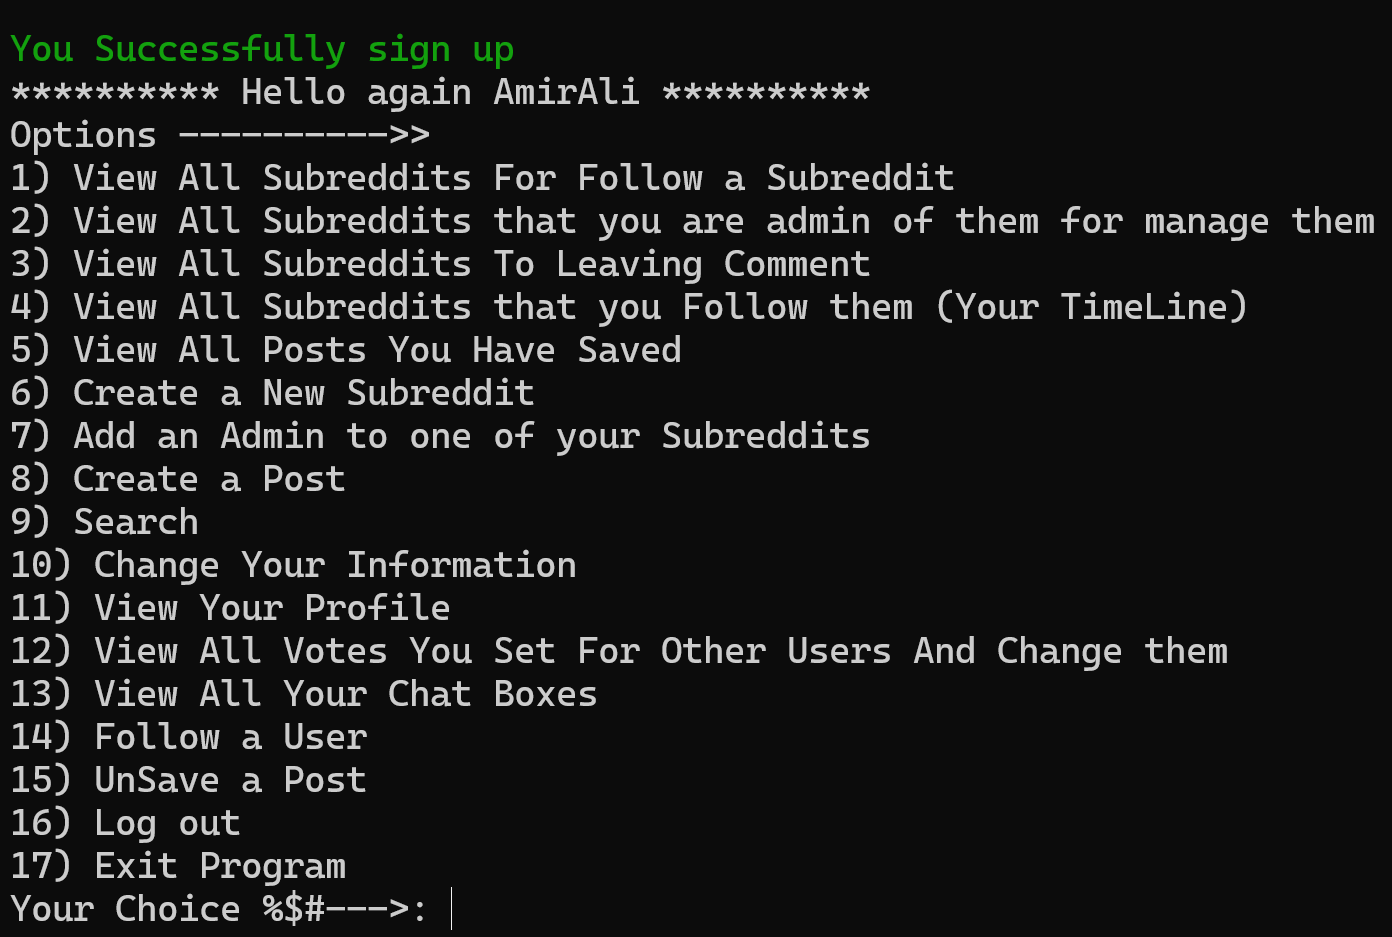 You Successfully sign up
********** Hello again AmirAli **********
Options ---------->>
1) View All Subreddits For Follow a Subreddit
2) View All Subreddits that you are admin of them for manage them
3) View All Subreddits To Leaving Comment
4) View All Subreddits that you Follow them (Your TimeLine)
5) View All Posts You Have Saved
6) Create a New Subreddit
7) Add an Admin to one of your Subreddits
8) Create a Post
9) Search
10) Change Your Information
11) View Your Profile
12) View All Votes You Set For Other Users And Change them
13) View All Your Chat Boxes
14) Follow a User
15) UnSave a Post
16) Log out
17) Exit Program
Your Choice %$#--->: